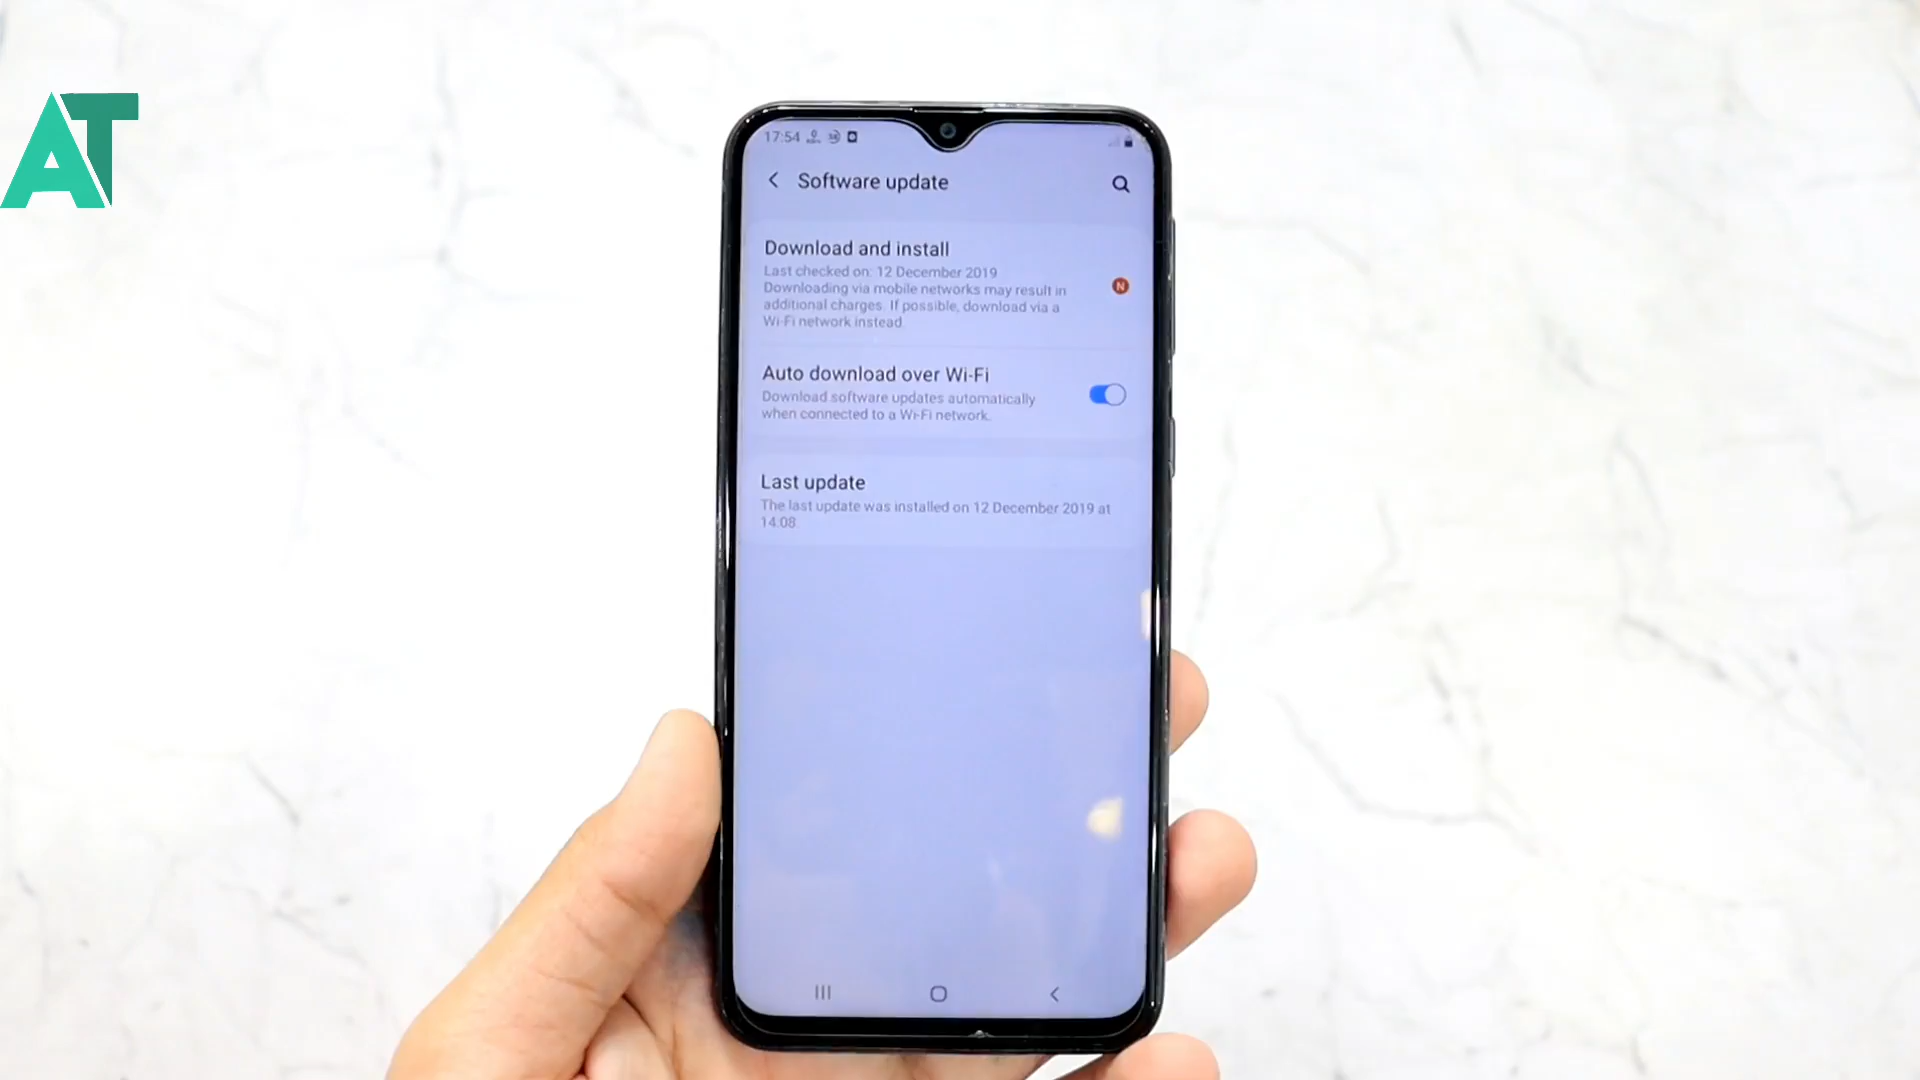 AT
17:54
Software update
Download and install
Last checked on: 12 December 2019
Downloading via mobile networks may result in
additional charges. If possible, download via a
Wi-Fi network instead.
N
Auto download over Wi-Fi
Download software updates automatically
when connected to a Wi-Fi network.
Last update
The last update was installed on 12 December 2019 at
14:08.